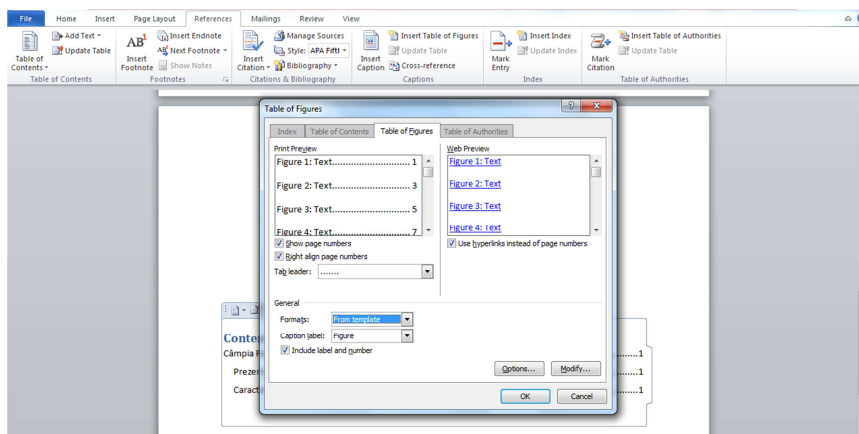 File Home Insert Page Layout References Mailings Review View
Add Text Insert Endnote Manage Sources Insert Table of Figures Insert Index Insert Table of Authorities
Update Table AB¹ Next Footnote Style: APA Fifth Update Table Update Index Update Table
Table of Contents Insert Footnote Show Notes Insert Citation Bibliography Insert Caption Cross-reference Mark Entry Mark Citation
Table of Contents Footnotes Citations & Bibliography Captions Index Table of Authorities
Table of Figures
Index Table of Contents Table of Figures Table of Authorities
Print Preview Web Preview
Figure 1: Text.................................. 1 Figure 1: Text
Figure 2: Text.................................. 3 Figure 2: Text
Figure 3: Text.................................. 5 Figure 3: Text
Figure 4: Text.................................. 7 Figure 4: Text
Show page numbers Use hyperlinks instead of page numbers
Right align page numbers
Tab leader: .......
General
Formats: From template
Caption label: Figure
Include label and number
Options... Modify...
OK Cancel
Câmpia 1
1
1